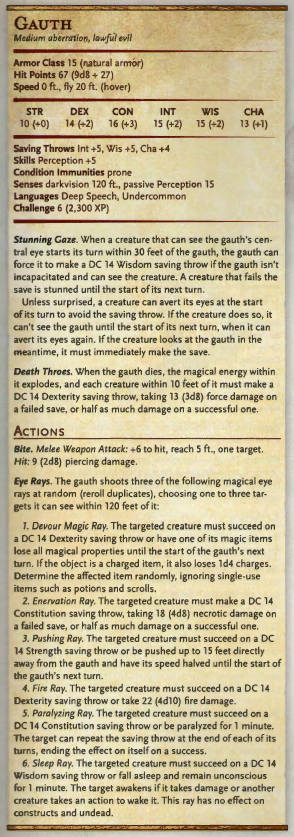 GAUTH
Medium aberration, lawful evil
Armor Class 15 (natural armor)
Hit Points 67 (9d8 + 27)
Speed 0 ft., fly 20 ft. (hover)
STR DEX CON INT WIS CHA
10 (+0) 14 (+2) 16 (+3) 15 (+2) 15 (+2) 13 (+1)
Saving Throws Int +5, Wis +5, Cha +4
Skills Perception +5
Condition Immunities prone
Senses darkvision 120 ft., passive Perception 15
Languages Deep Speech, Undercommon
Challenge 6 (2,300 XP)
Stunning Gaze. When a creature that can see the gauth's cen-
tral eye starts its turn within 30 feet of the gauth, the gauth can
force it to make a DC 14 Wisdom saving throw if the gauth isn't
incapacitated and can see the creature. A creature that fails the
save is stunned until the start of its next turn.
Unless surprised, a creature can avert its eyes at the start
of its turn to avoid the saving throw. If the creature does so, it
can't see the gauth until the start of its next turn, when it can
avert its eyes again. If the creature looks at the gauth in the
meantime, it must immediately make the save.
Death Throes. When the gauth dies, the magical energy within
it explodes, and each creature within 10 feet of it must make a
DC 14 Dexterity saving throw, taking 13 (3d8) force damage on
a failed save, or half as much damage on a successful one.
ACTIONS
Bite. Melee Weapon Attack: +6 to hit, reach 5 ft., one target.
Hit: 9 (2d8) piercing damage.
Eye Rays. The gauth shoots three of the following magical eye
rays at random (reroll duplicates), choosing one to three tar-
gets it can see within 120 feet of it:
1. Devour Magic Ray. The targeted creature must succeed on
a DC 14 Dexterity saving throw or have one of its magic items
lose all magical properties until the start of the gauth's next
turn. If the object is a charged item, it also loses 1d4 charges.
Determine the affected item randomly, ignoring single-use
items such as potions and scrolls.
2. Enervation Ray. The targeted creature must make a DC 14
Constitution saving throw, taking 18 (4d8) necrotic damage on
a failed save, or half as much damage on a successful one.
3. Pushing Ray. The targeted creature must succeed on a DC
14 Strength saving throw or be pushed up to 15 feet directly
away from the gauth and have its speed halved until the start of
the gauth's next turn.
4. Fire Ray. The targeted creature must succeed on a DC 14
Dexterity saving throw or take 22 (4d10) fire damage.
5. Paralyzing Ray. The targeted creature must succeed on a
DC 14 Constitution saving throw or be paralyzed for 1 minute.
The target can repeat the saving throw at the end of each of its
turns, ending the effect on itself on a success.
6. Sleep Ray. The targeted creature must succeed on a DC 14
Wisdom saving throw or fall asleep and remain unconscious
for 1 minute. The target awakens if it takes damage or another
creature takes an action to wake it. This ray has no effect on
constructs and undead.